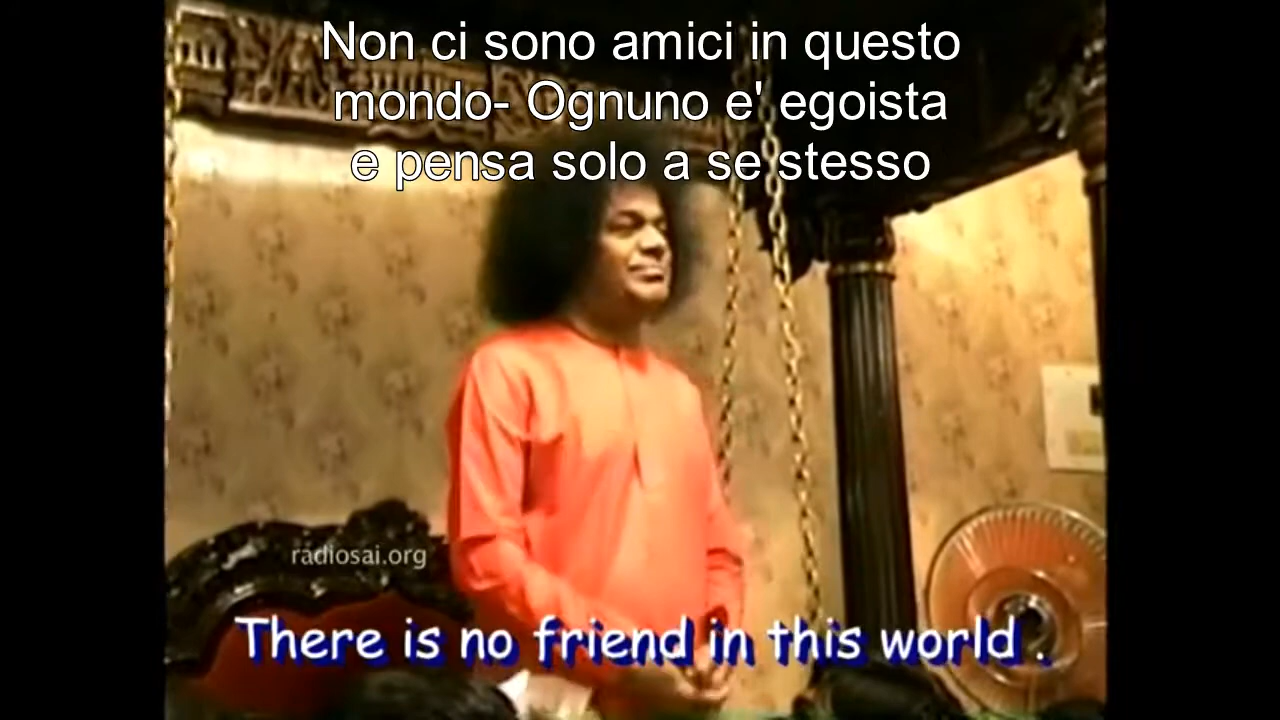 Non ci sono amici in questo
mondo- Ognuno e' egoista
e pensa solo a se stesso
radiosai.org
There is no friend in this world .